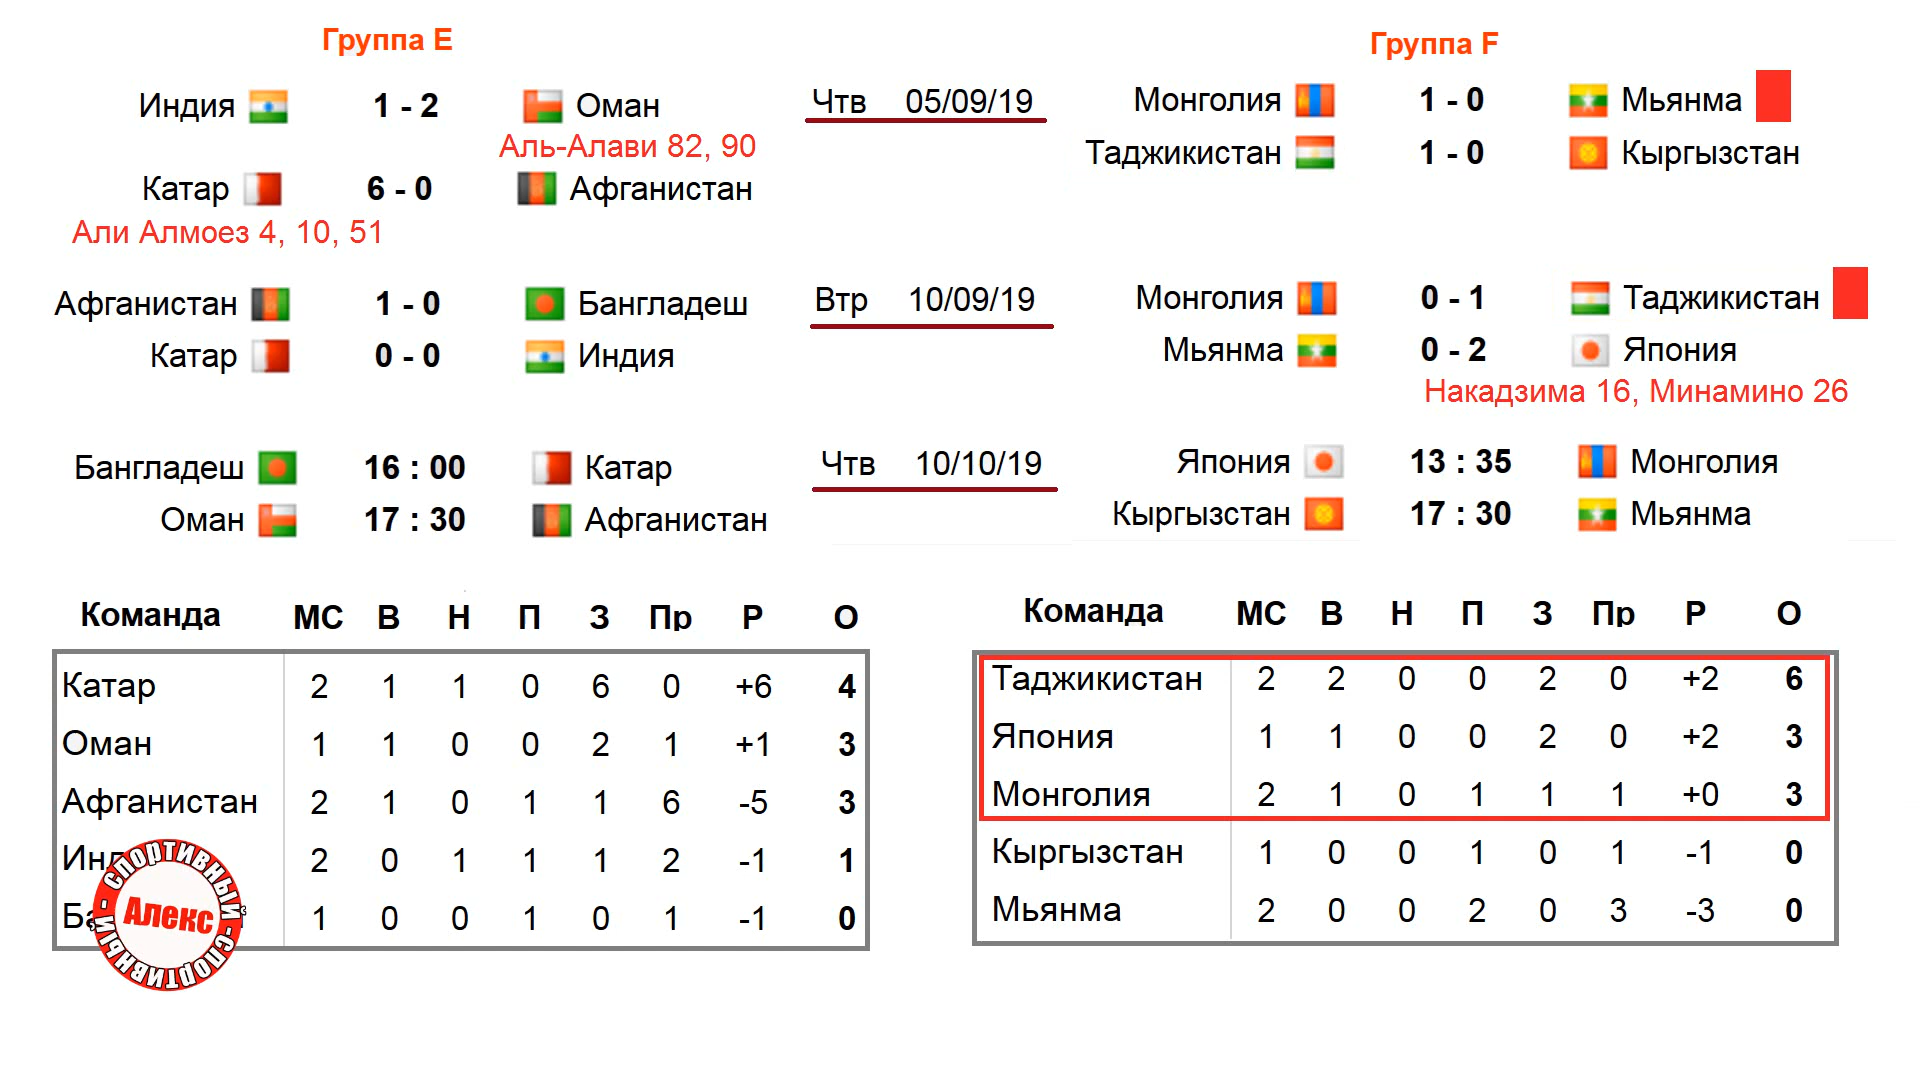 Группа E
Индия 1 - 2 Оман
Аль-Алави 82, 90
Катар 6 - 0 Афганистан
Али Алмоез 4, 10, 51
Чтв 05/09/19
Группа F
Монголия 1 - 0 Мьянма
Таджикистан 1 - 0 Кыргызстан
Афганистан 1 - 0 Бангладеш
Катар 0 - 0 Индия
Втр 10/09/19
Монголия 0 - 1 Таджикистан
Мьянма 0 - 2 Япония
Накадзима 16, Минамино 26
Бангладеш 16 : 00 Катар
Оман 17 : 30 Афганистан
Чтв 10/10/19
Япония 13 : 35 Монголия
Кыргызстан 17 : 30 Мьянма
Команда МС В Н П З Пр Р О
Катар 2 1 1 0 6 0 +6 4
Оман 1 1 0 0 2 1 +1 3
Афганистан 2 1 0 1 1 6 -5 3
2 0 1 1 1 2 -1 1
1 0 0 1 0 1 -1 0
Команда МС В Н П З Пр Р О
Таджикистан 2 2 0 0 2 0 +2 6
Япония 1 1 0 0 2 0 +2 3
Монголия 2 1 0 1 1 1 +0 3
Кыргызстан 1 0 0 1 0 1 -1 0
Мьянма 2 0 0 2 0 3 -3 0
- СПОРТИВНЫЙ - СПОРТИВНЫЙ
Алекс